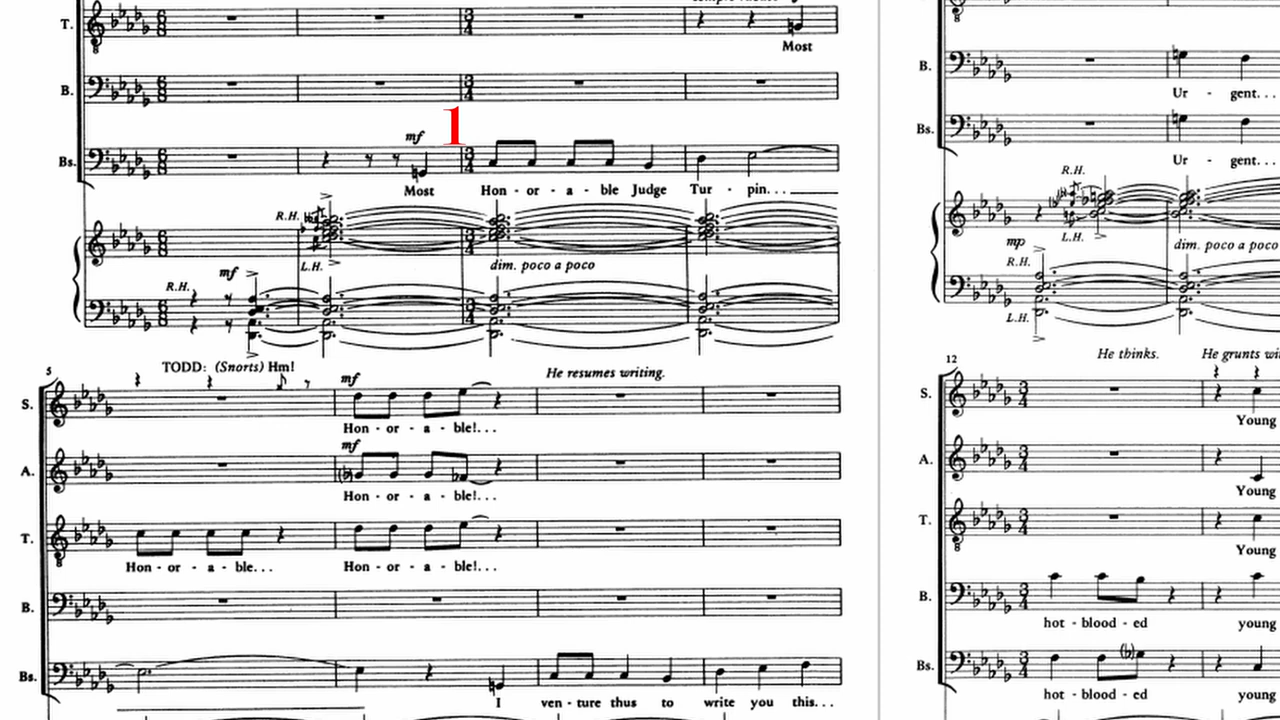 T.
Most
B.
mf
1
Bs.
Most Hon - or - a - ble Judge Tur - pin...
R.H.
L.H.
mf
dim. poco a poco
R.H.
5
TODD: (Snorts) Hm!
mf
He resumes writing.
S.
Hon - or - a - ble!...
mf
A.
Hon - or - a - ble!...
T.
Hon - or - a - ble... Hon - or - a - ble!...
B.
Bs.
I ven - ture thus to write you this...
B.
Ur - gent...
Bs.
Ur - gent...
R.H.
L.H.
mp
dim. poco a poco
R.H.
L.H.
12
He thinks. He grunts
S.
Young
A.
Young
T.
Young
B.
hot - blood - ed young
Bs.
hot - blood - ed young